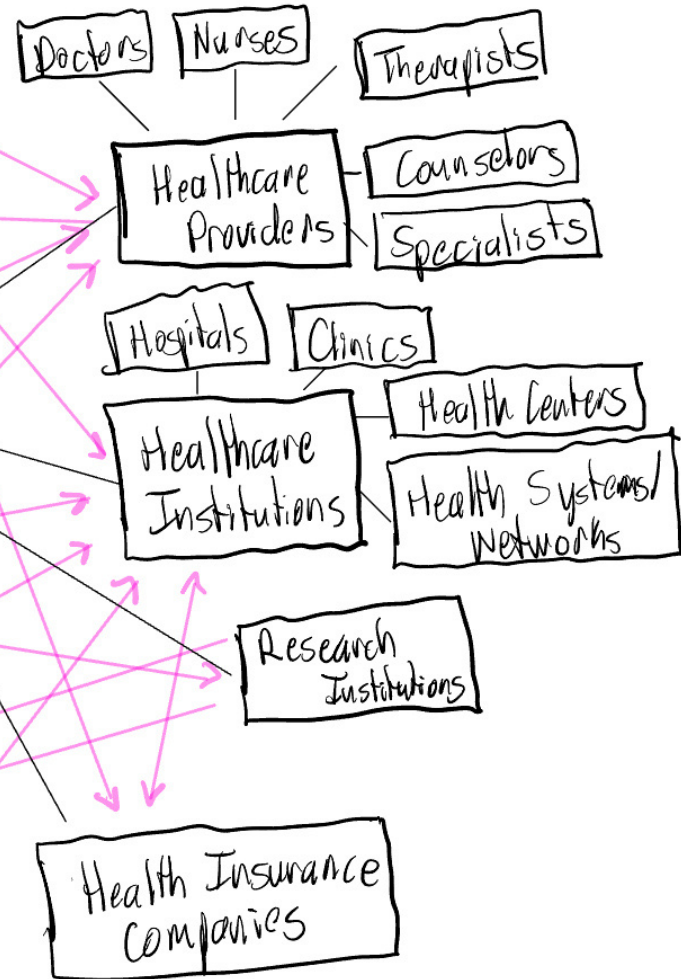 Doctors
Nurses
Therapists
Healthcare
Providers
Counselors
Specialists
Hospitals
Clinics
Healthcare
Institutions
Health Centers
Health Systems/
Networks
Research
Institutions
Health Insurance
Companies